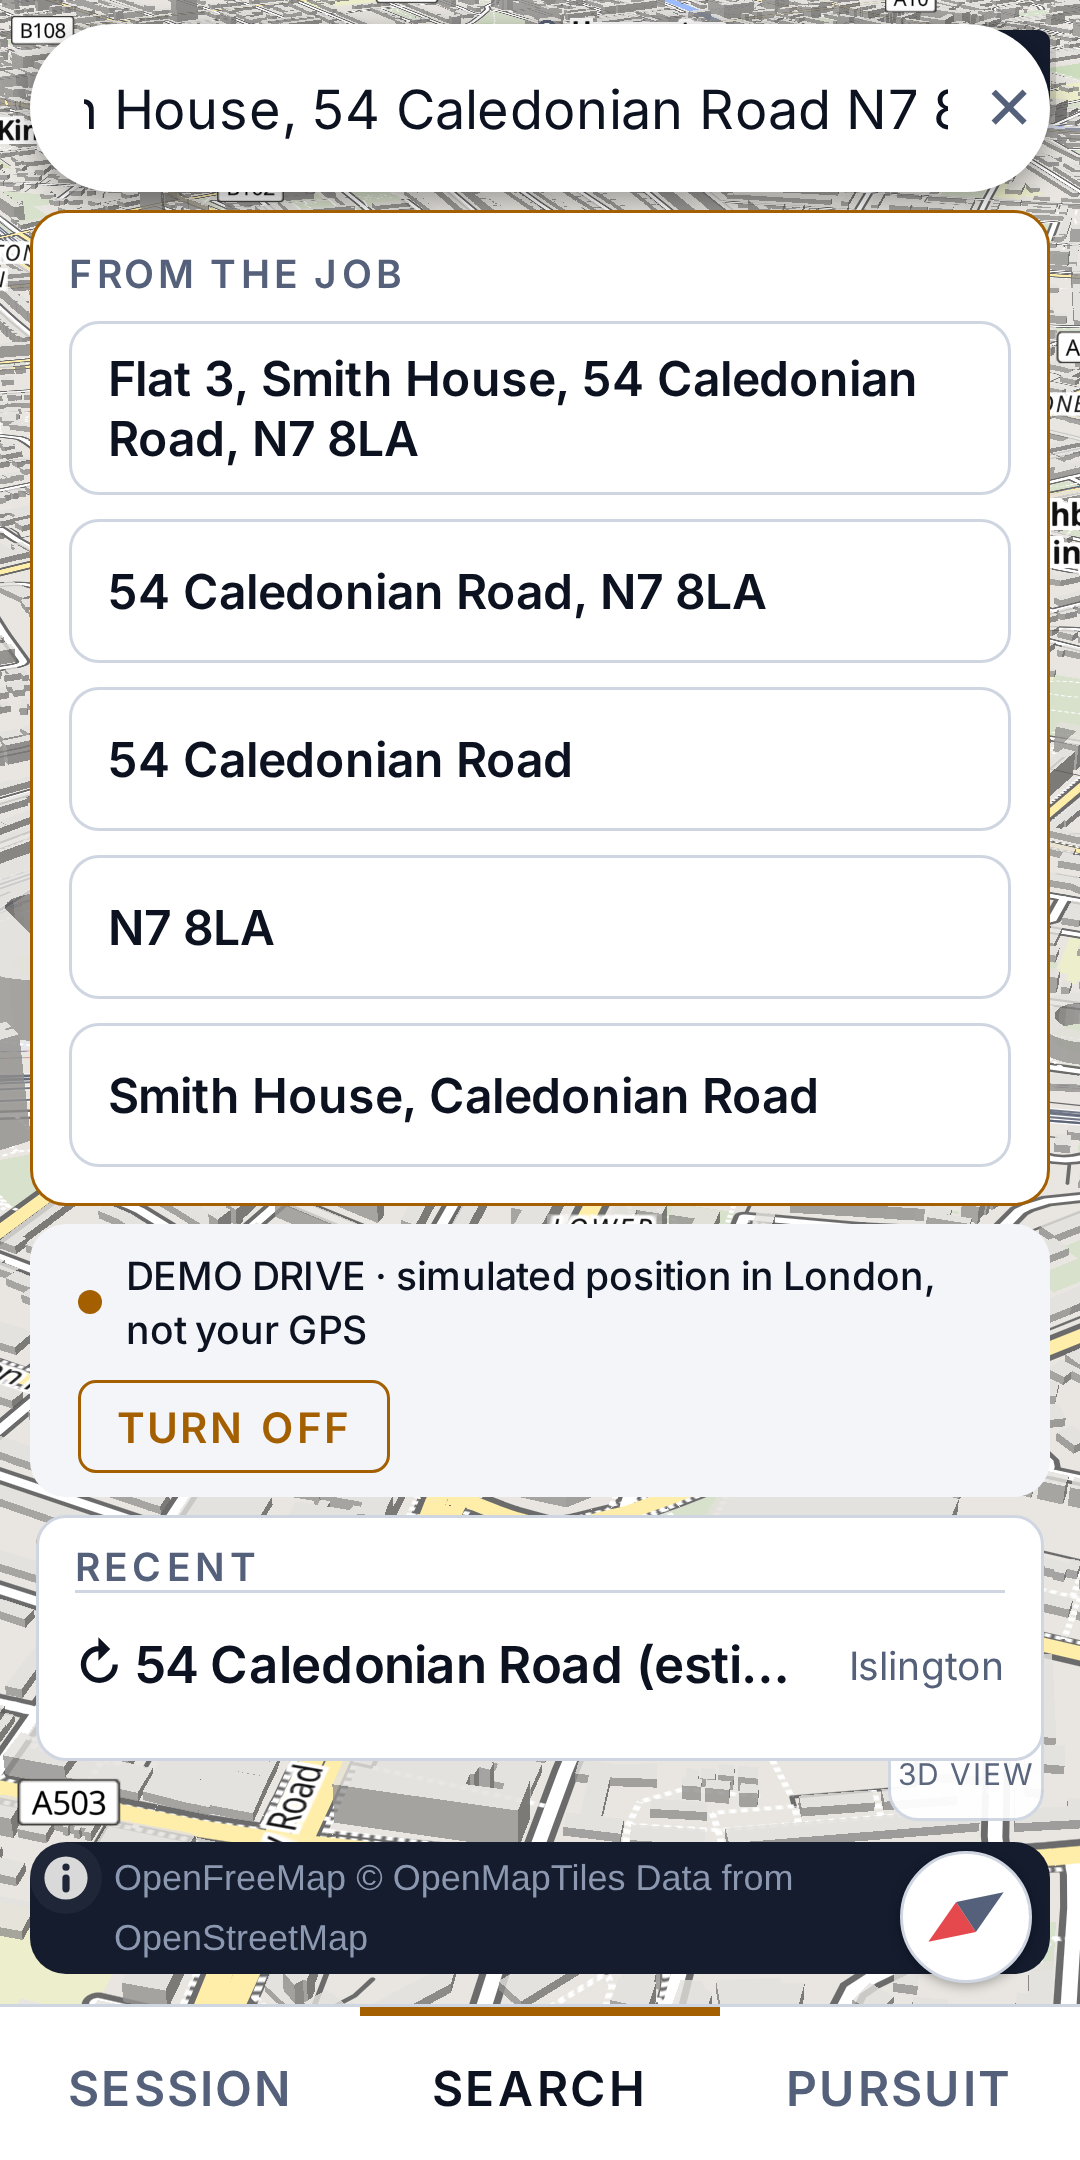 B108
House, 54 Caledonian Road N7
FROM THE JOB
Flat 3, Smith House, 54 Caledonian
Road, N7 8LA
54 Caledonian Road, N7 8LA
54 Caledonian Road
N7 8LA
Smith House, Caledonian Road
DEMO DRIVE · simulated position in London,
not your GPS
TURN OFF
RECENT
54 Caledonian Road (esti...
Islington
3D VIEW
A503
Road
OpenFreeMap © OpenMapTiles Data from
OpenStreetMap
SESSION
SEARCH
PURSUIT